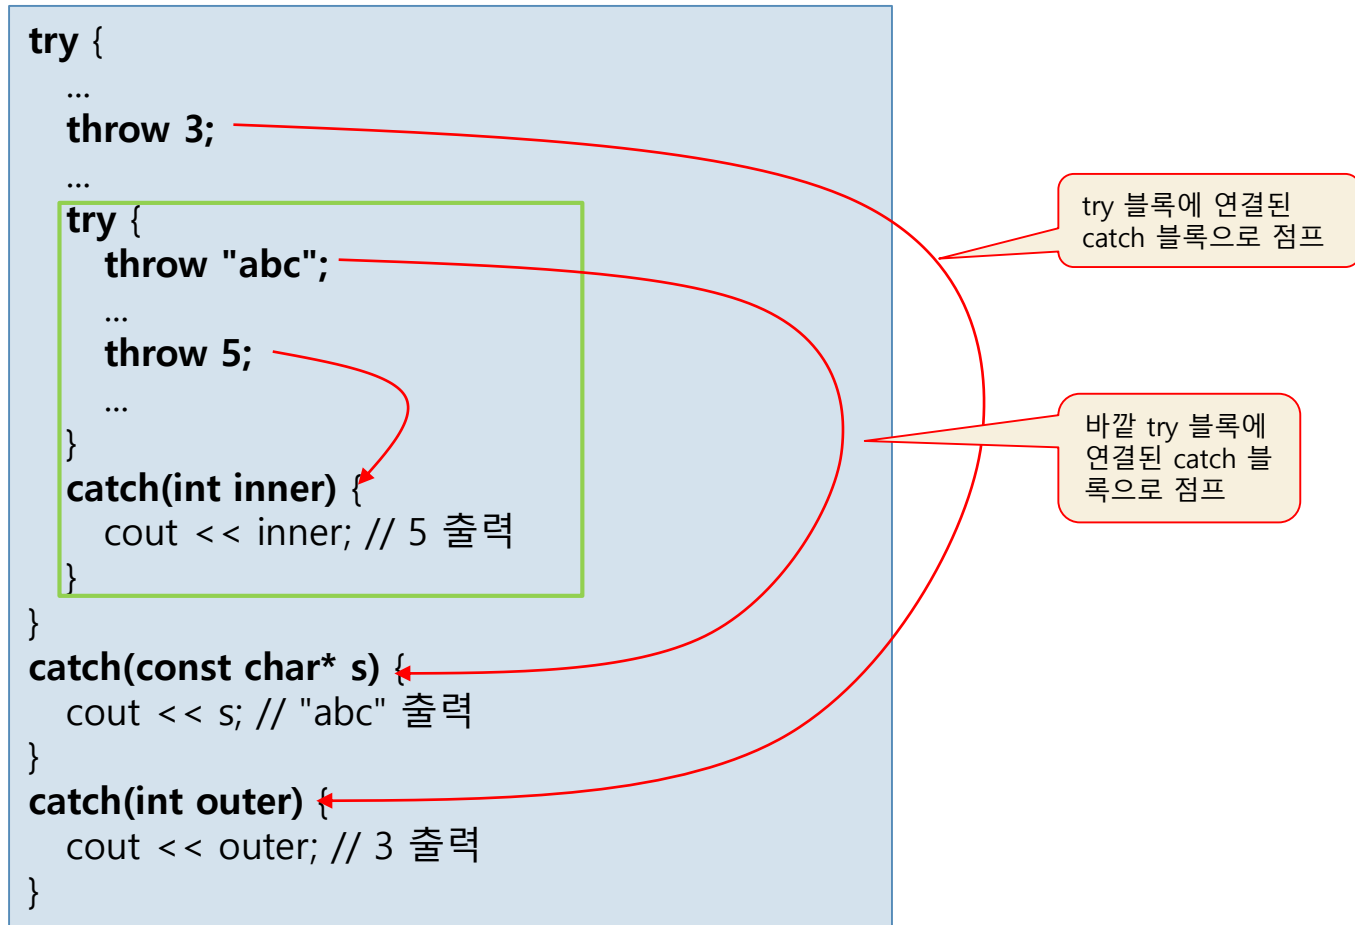 try {
...
throw 3;
...
try {
throw "abc";
...
throw 5;
...
}
catch(int inner) {
cout << inner; // 5 출력
}
}
catch(const char* s) {
cout << s; // "abc" 출력
}
catch(int outer) {
cout << outer; // 3 출력
}
try 블록에 연결된
catch 블록으로 점프
바깥 try 블록에
연결된 catch 블
록으로 점프